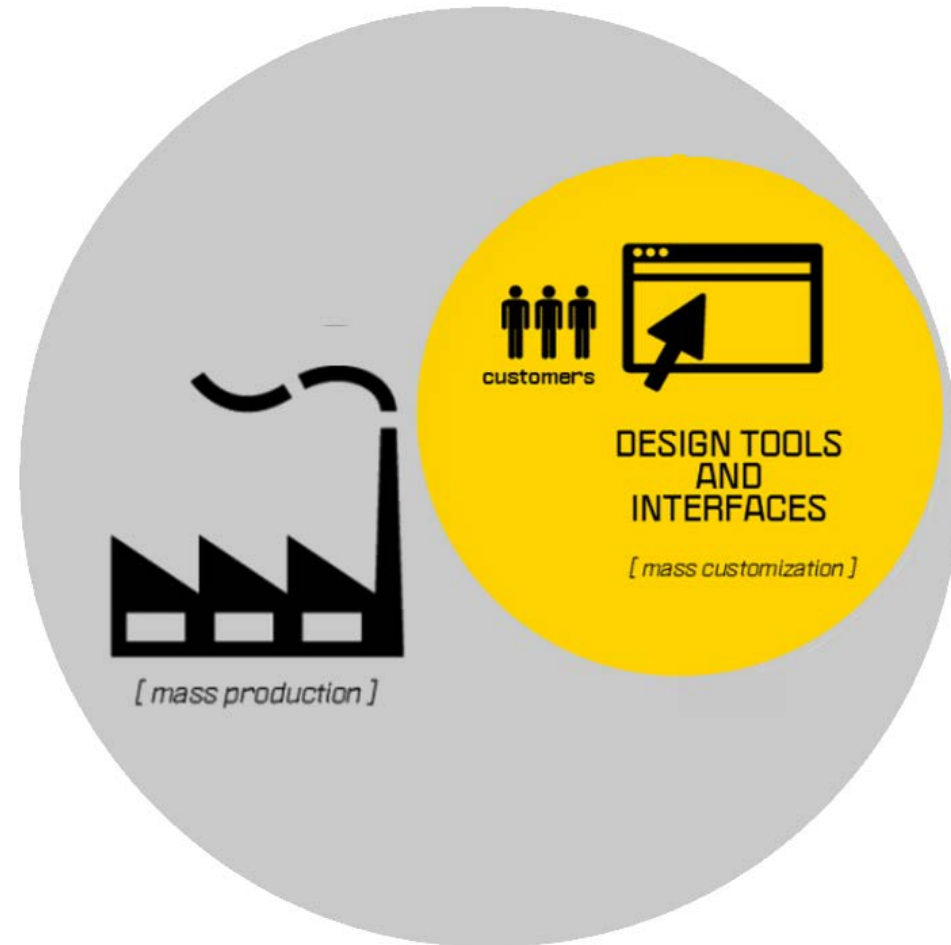 customers
DESIGN TOOLS
AND
INTERFACES
[ mass customization ]
[ mass production ]